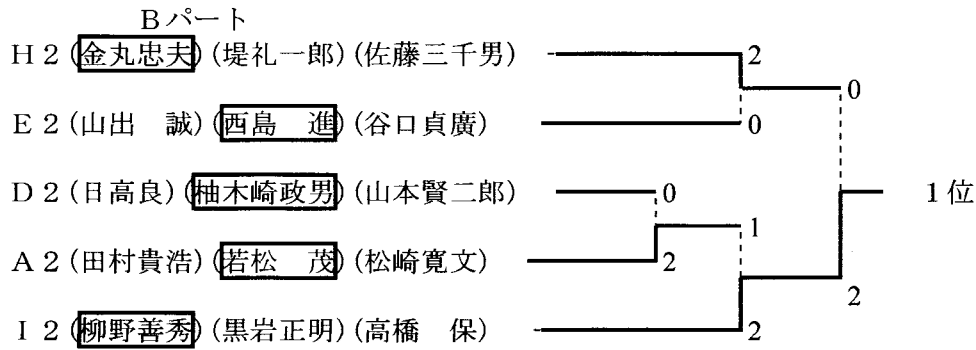 Bパート
H2(金丸忠夫)(堤礼一郎)(佐藤三千男)
2
0
E2(山出 誠)(西島 進)(谷口貞廣)
0
D2(日高良)(柚木崎政男)(山本賢二郎)
0
1位
1
A2(田村貴浩)(若松 茂)(松崎寛文)
2
2
I2(柳野善秀)(黒岩正明)(高橋 保)
2